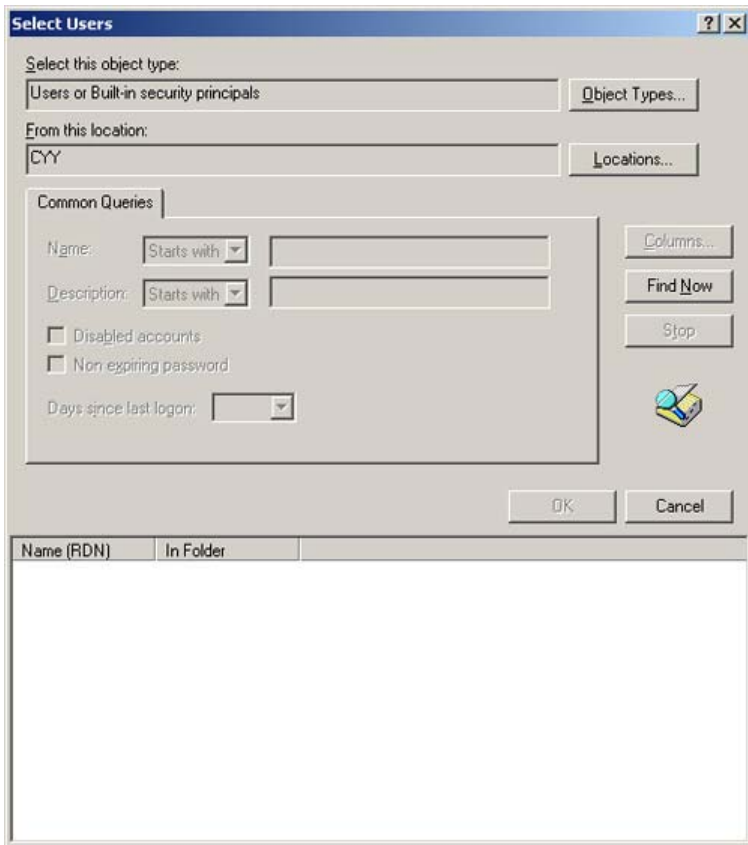 Select Users
Select this object type:
Users or Built-in security principals
Object Types...
From this location:
CYY
Locations...
Common Queries
Name:
Starts with
Columns...
Description:
Starts with
Find Now
Disabled accounts
Stop
Non expiring password
Days since last logon:
OK
Cancel
Name (RDN)
In Folder